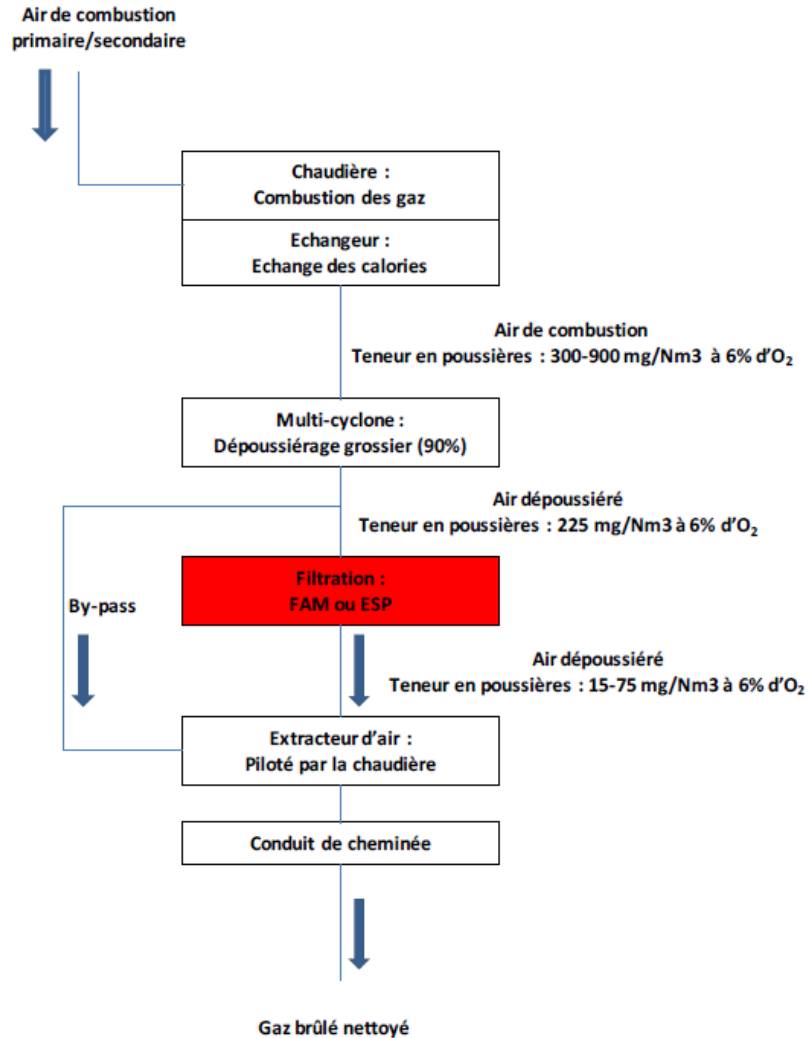 Air de combustion
primaire/secondaire
Chaudière :
Combustion des gaz
Echangeur :
Echange des calories
Air de combustion
Teneur en poussières : 300-900 mg/Nm3 à 6% d'O₂
Multi-cyclone :
Dépoussiérage grossier (90%)
Air dépoussiéré
Teneur en poussières : 225 mg/Nm3 à 6% d'O₂
Filtration :
FAM ou ESP
By-pass
Air dépoussiéré
Teneur en poussières : 15-75 mg/Nm3 à 6% d'O₂
Extracteur d'air :
Piloté par la chaudière
Conduit de cheminée
Gaz brûlé nettoyé